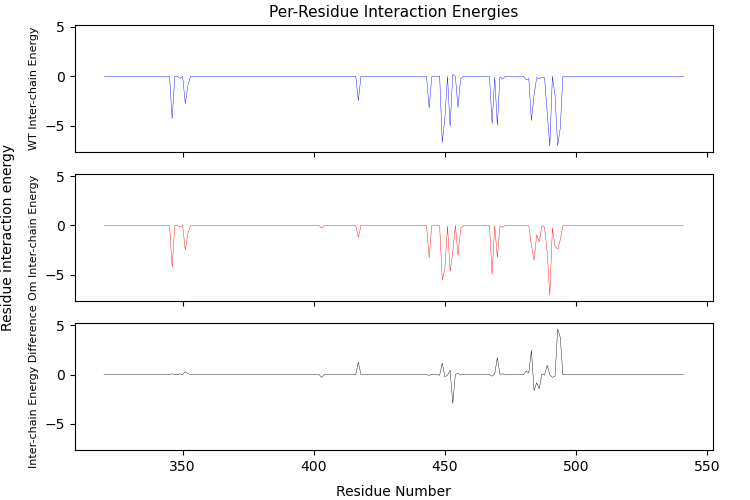 Per-Residue Interaction Energies
Residue interaction energy
WT Inter-chain Energy
5
0
−5
Om Inter-chain Energy
5
0
−5
Inter-chain Energy Difference
5
0
−5
350
400
450
500
550
Residue Number